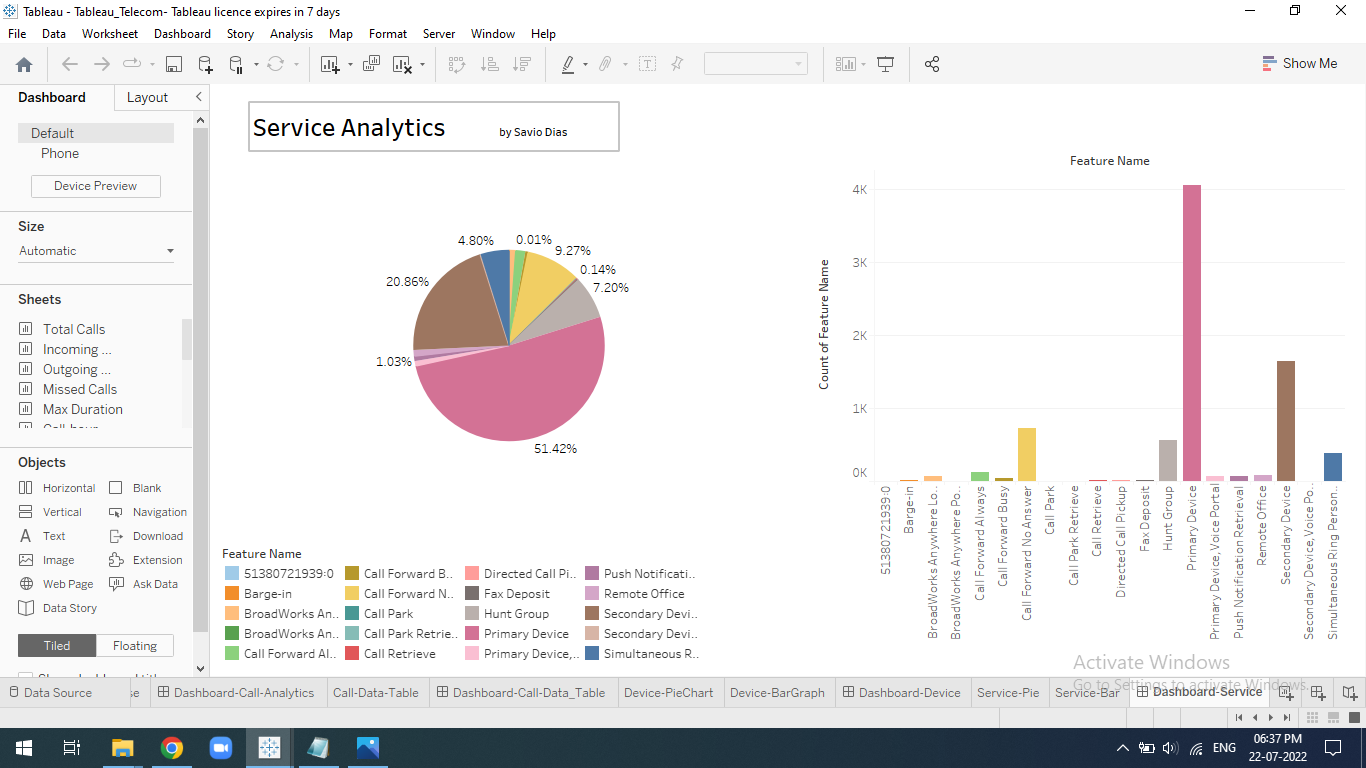 Tableau - Tableau_Telecom- Tableau licence expires in 7 days
File Data Worksheet Dashboard Story Analysis Map Format Server Window Help
Show Me
Dashboard Layout
Default
Phone
Device Preview
Size
Automatic
Sheets
Total Calls
Incoming ...
Outgoing ...
Missed Calls
Max Duration
Objects
Horizontal Blank
Vertical Navigation
Text Download
Image Extension
Web Page Ask Data
Data Story
Tiled Floating
Service Analytics by Savio Dias
4.80% 0.01%
9.27%
0.14%
7.20%
20.86%
1.03%
51.42%
Feature Name
51380721939:0 Call Forward B.. Directed Call Pi.. Push Notificati..
Barge-in Call Forward N.. Fax Deposit Remote Office
BroadWorks An.. Call Park Hunt Group Secondary Devi..
BroadWorks An.. Call Park Retrie.. Primary Device Secondary Devi..
Call Forward Al.. Call Retrieve Primary Device,.. Simultaneous R..
Feature Name
Count of Feature Name
4K
3K
2K
1K
0K
51380721939:0
Barge-in
BroadWorks Anywhere Lo..
BroadWorks Anywhere Po..
Call Forward Always
Call Forward Busy
Call Forward No Answer
Call Park
Call Park Retrieve
Call Retrieve
Directed Call Pickup
Fax Deposit
Hunt Group
Primary Device
Primary Device, Voice Portal
Push Notification Retrieval
Remote Office
Secondary Device
Secondary Device, Voice Po..
Simultaneous Ring Person..
Activate Windows
Go to Settings to activate Windows.
Data Source se Dashboard-Call-Analytics Call-Data-Table Dashboard-Call-Data_Table Device-PieChart Device-BarGraph Dashboard-Device Service-Pie Service-Bar Dashboard-Service
ENG
06:37 PM
22-07-2022